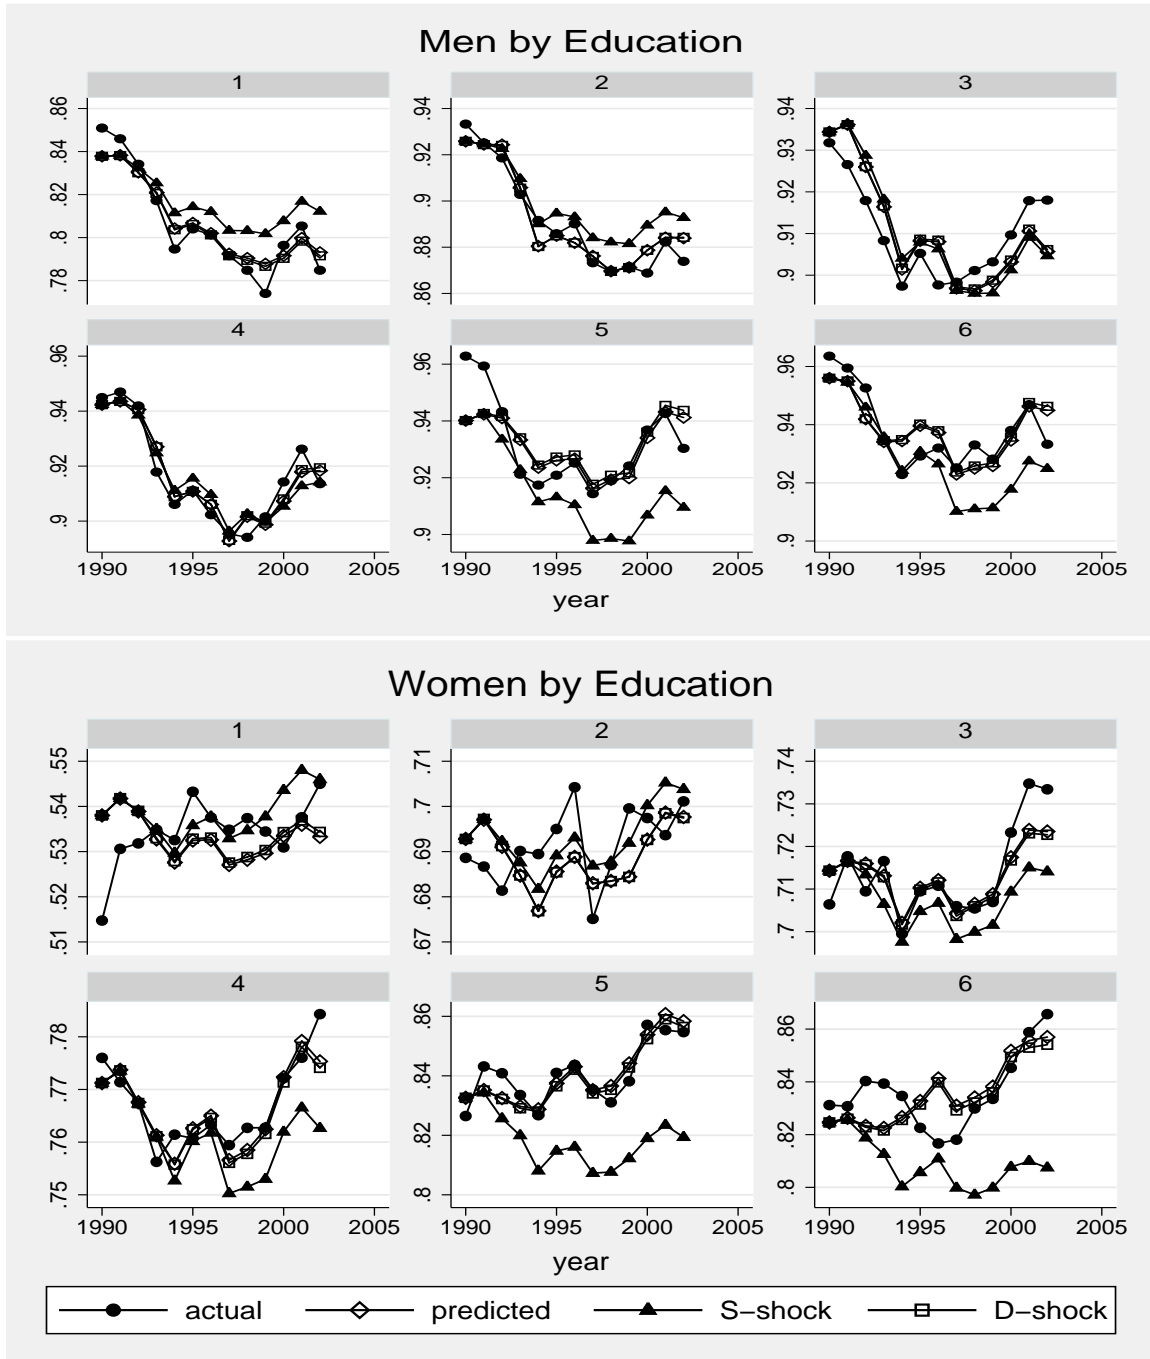 Men by Education
1 2 3
.86 .94 .94
.84 .92 .93
.82 .9 .92
.8 .88 .91
.78 .86 .9
4 5 6
.96 .96 .96
.94 .94 .94
.92 .92 .92
.9 .9 .9
1990 1995 2000 2005 1990 1995 2000 2005 1990 1995 2000 2005
year
Women by Education
1 2 3
.55 .71 .74
.54 .7 .73
.53 .69 .72
.52 .68 .71
.51 .67 .7
4 5 6
.78 .86 .86
.77 .84 .84
.76 .82 .82
.75 .8 .8
1990 1995 2000 2005 1990 1995 2000 2005 1990 1995 2000 2005
year
actual predicted S−shock D−shock